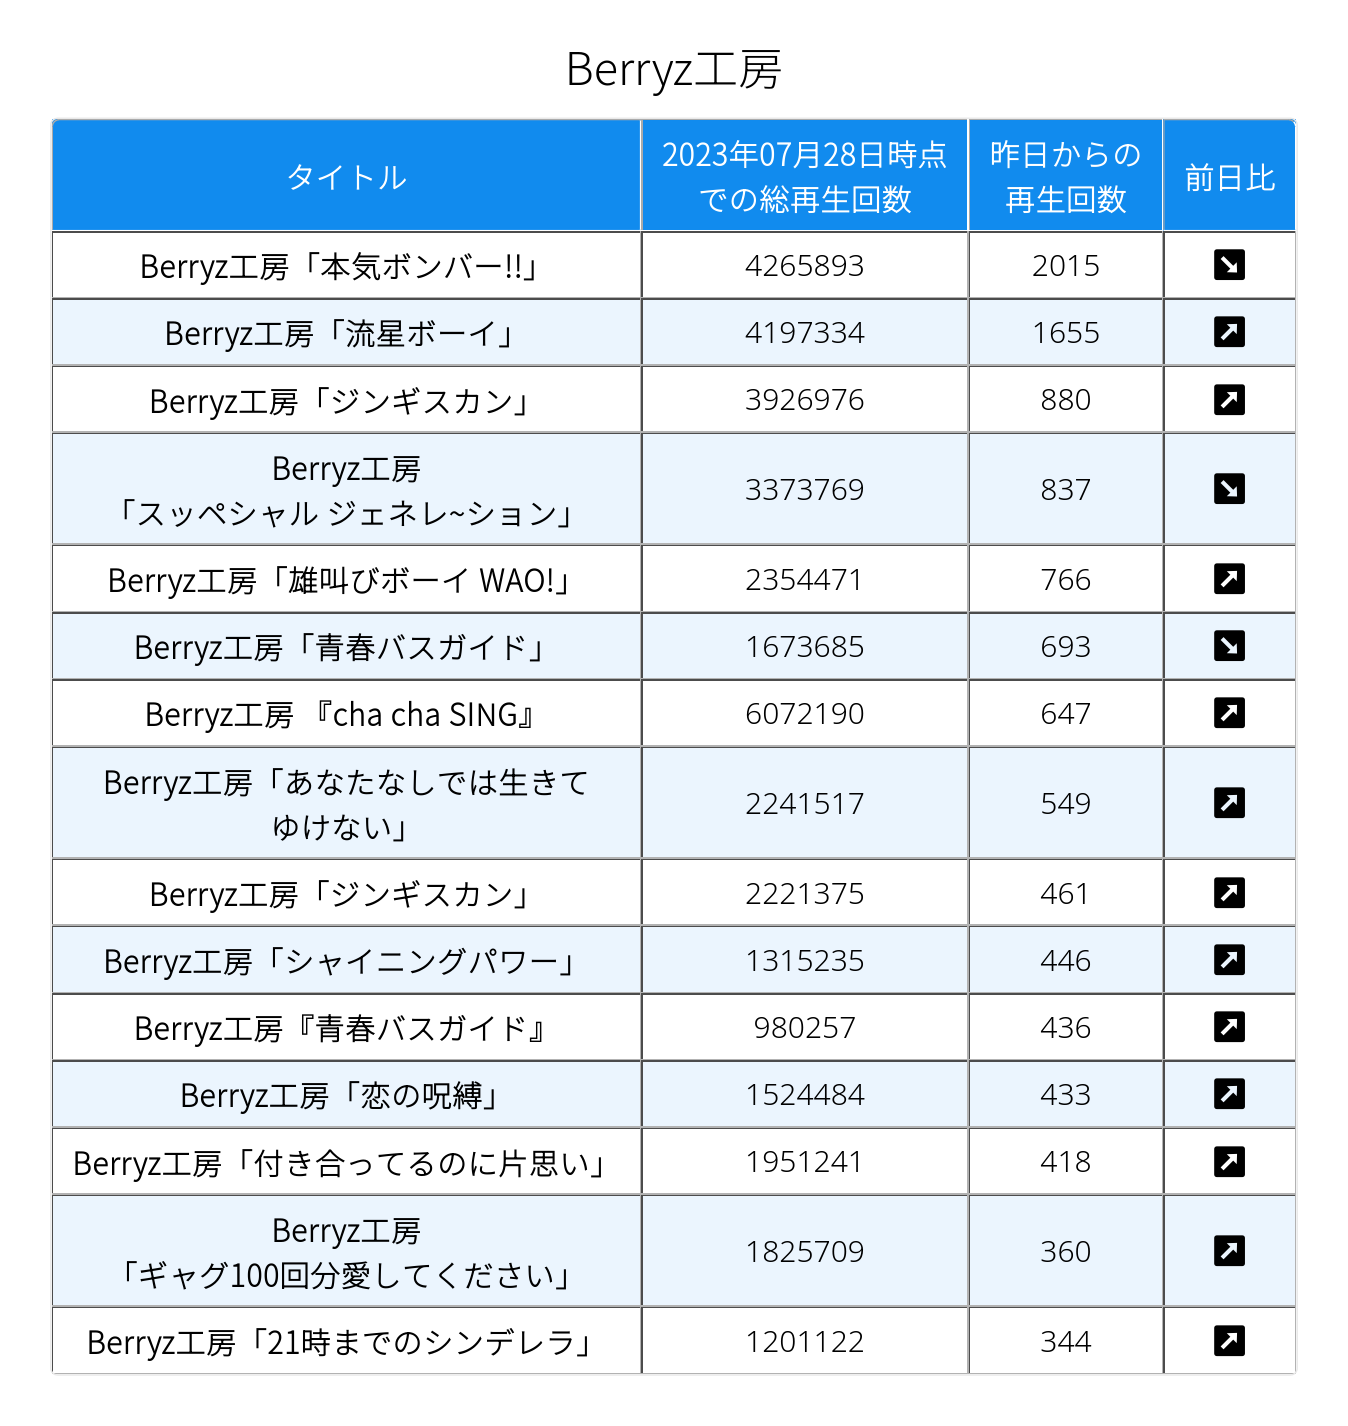 Berryz工房
タイトル
2023年07月28日時点
での総再生回数
昨日からの
再生回数
前日比
Berryz工房「本気ボンバー!!」 4265893 2015
Berryz工房「流星ボーイ」 4197334 1655
Berryz工房「ジンギスカン」 3926976 880
Berryz工房
「スッペシャル ジェネレ~ション」 3373769 837
Berryz工房「雄叫びボーイ WAO!」 2354471 766
Berryz工房「青春バスガイド」 1673685 693
Berryz工房 『cha cha SING』 6072190 647
Berryz工房「あなたなしでは生きて
ゆけない」 2241517 549
Berryz工房「ジンギスカン」 2221375 461
Berryz工房「シャイニングパワー」 1315235 446
Berryz工房『青春バスガイド』 980257 436
Berryz工房「恋の呪縛」 1524484 433
Berryz工房「付き合ってるのに片思い」 1951241 418
Berryz工房
「ギャグ100回分愛してください」 1825709 360
Berryz工房「21時までのシンデレラ」 1201122 344